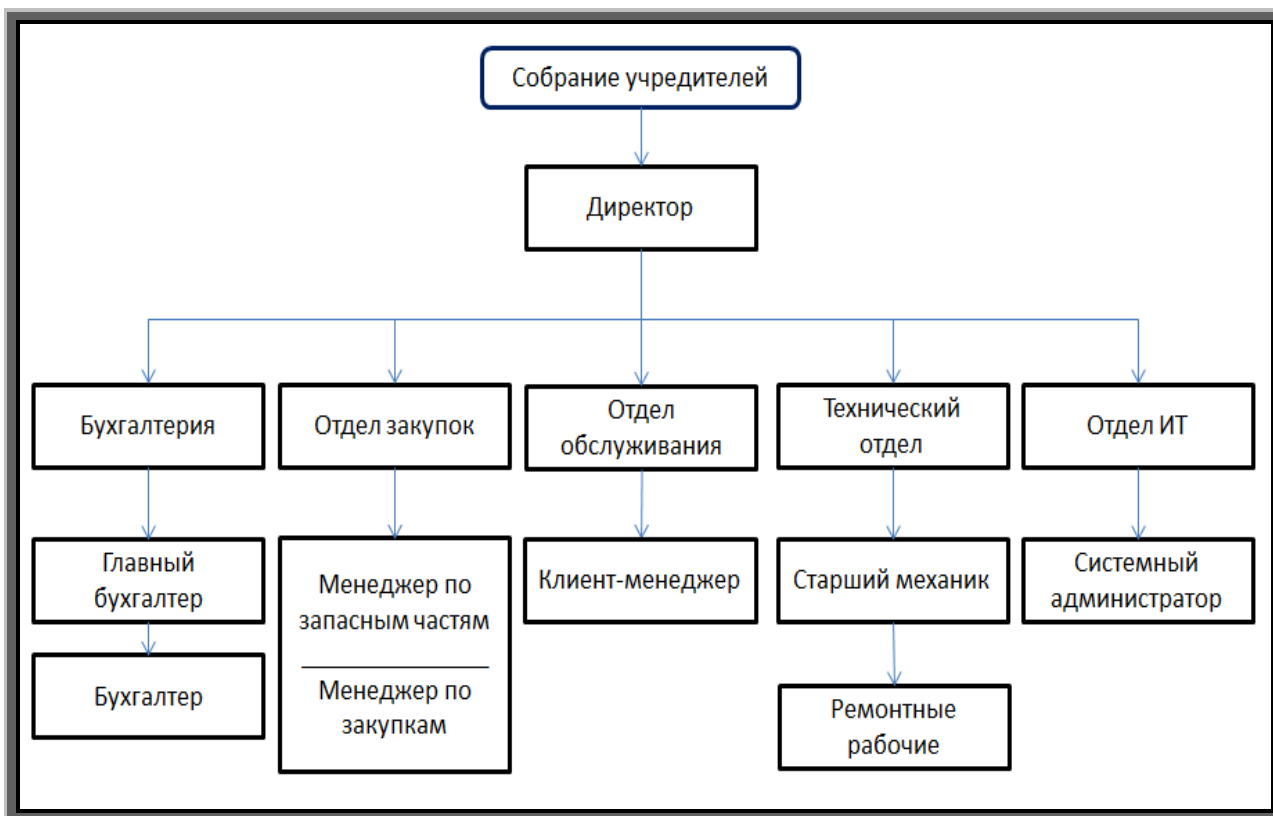 Собрание учредителей
Директор
Бухгалтерия
Отдел закупок
Отдел
обслуживания
Технический
отдел
Отдел ИТ
Главный
бухгалтер
Менеджер по
запасным частям
Менеджер по
закупкам
Клиент-менеджер
Старший механик
Системный
администратор
Бухгалтер
Ремонтные
рабочие